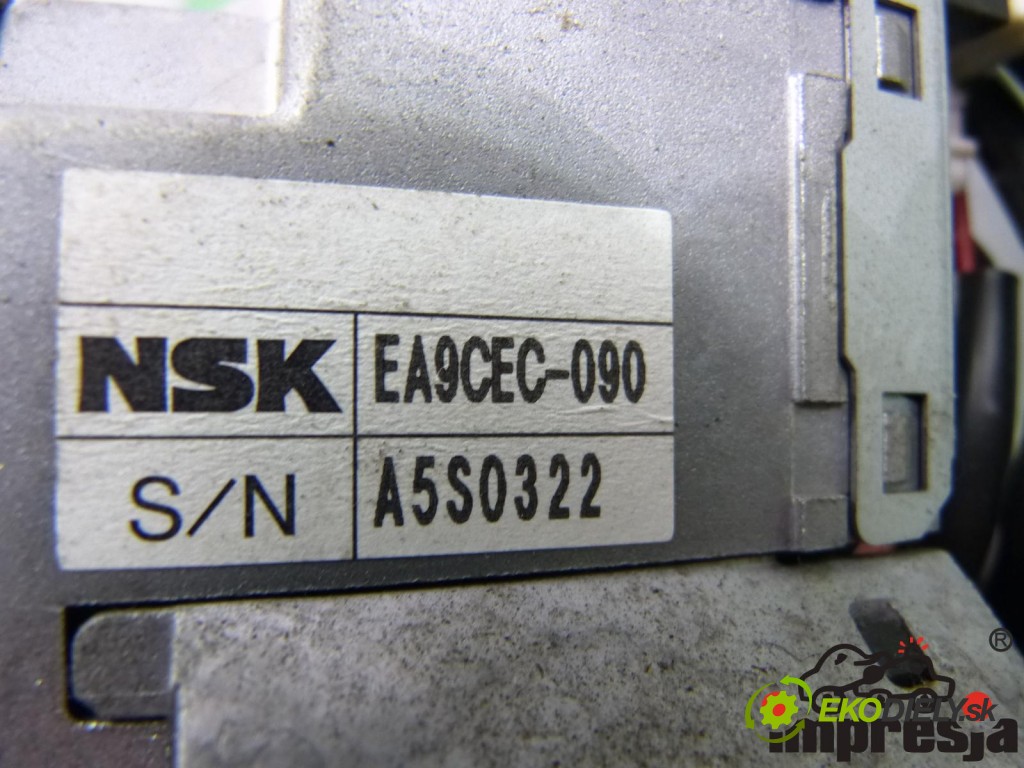 NSK EA9CEC-090
S/N A5S0322
®
EKODIELY.sk
impresja